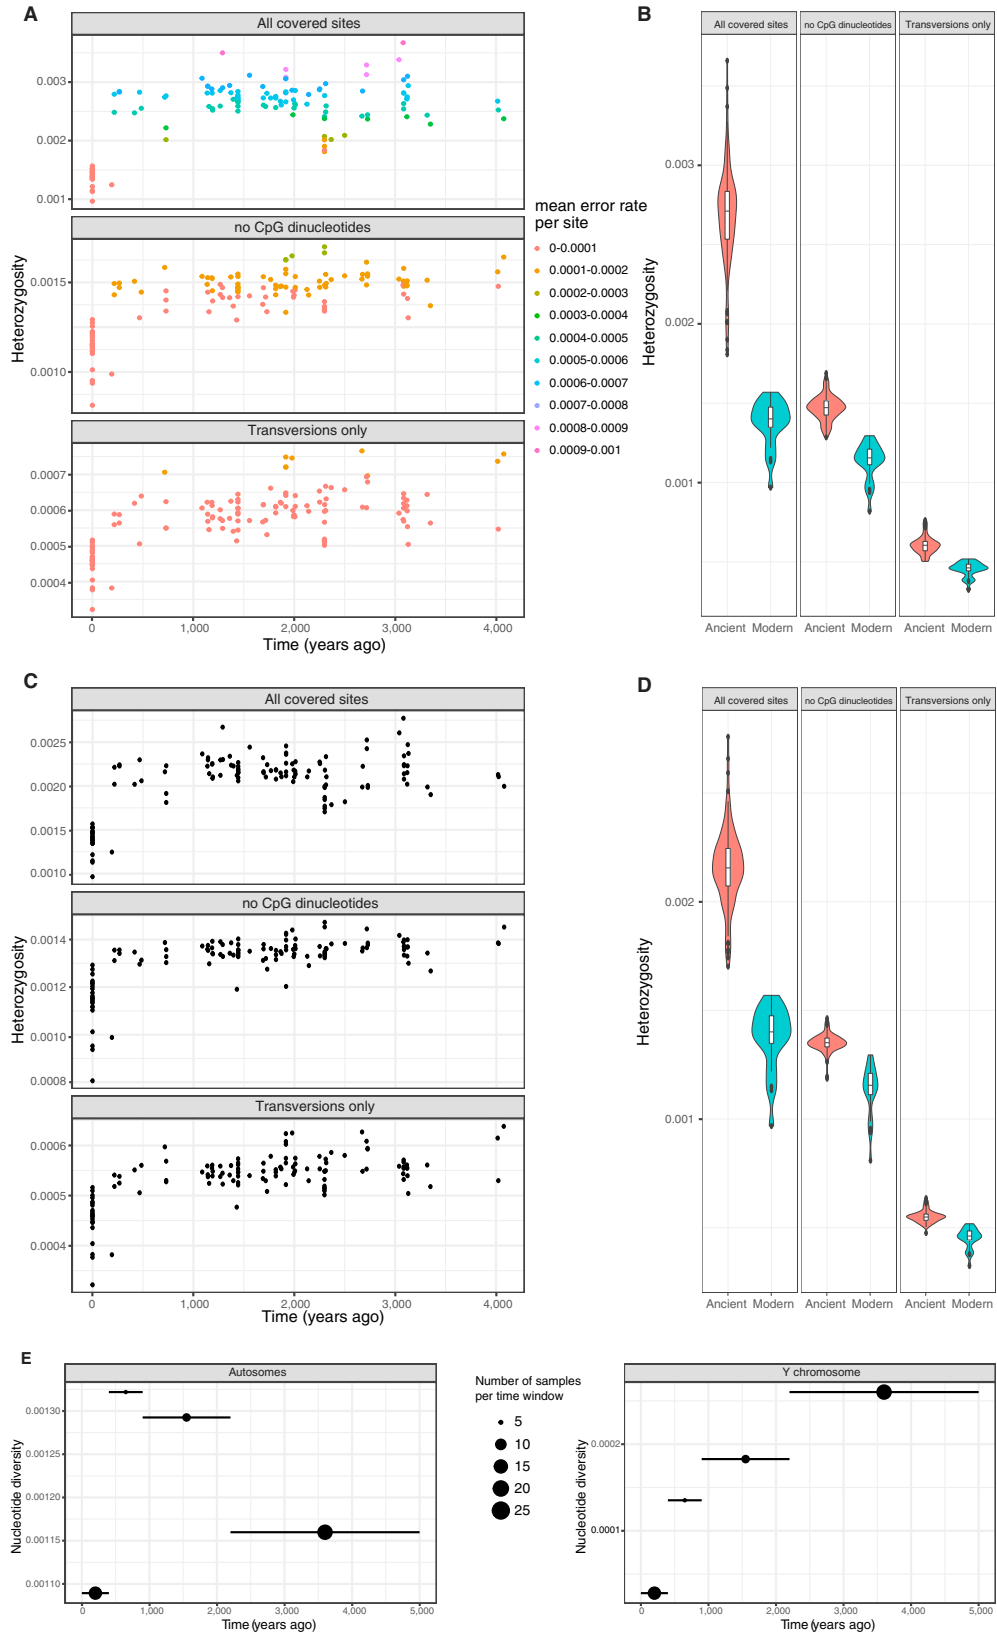 A
All covered sites
0.003
0.002
0.001
no CpG dinucleotides
0.0015
0.0010
Transversions only
0.0007
0.0006
0.0005
0.0004
Heterozygosity
0
1,000
2,000
3,000
4,000
Time (years ago)
mean error rate
per site
0-0.0001
0.0001-0.0002
0.0002-0.0003
0.0003-0.0004
0.0004-0.0005
0.0005-0.0006
0.0006-0.0007
0.0007-0.0008
0.0008-0.0009
0.0009-0.001
B
All covered sites
no CpG dinucleotides
Transversions only
Heterozygosity
0.003
0.002
0.001
Ancient Modern
Ancient Modern
Ancient Modern
C
All covered sites
0.0025
0.0020
0.0015
0.0010
no CpG dinucleotides
0.0014
0.0012
0.0010
0.0008
Transversions only
0.0006
0.0005
0.0004
Heterozygosity
0
1,000
2,000
3,000
4,000
Time (years ago)
D
All covered sites
no CpG dinucleotides
Transversions only
Heterozygosity
0.002
0.001
Ancient Modern
Ancient Modern
Ancient Modern
E
Autosomes
Nucleotide diversity
0.00130
0.00125
0.00120
0.00115
0.00110
0
1,000
2,000
3,000
4,000
5,000
Time (years ago)
Number of samples
per time window
5
10
15
20
25
Y chromosome
Nucleotide diversity
0.0002
0.0001
0
1,000
2,000
3,000
4,000
5,000
Time (years ago)